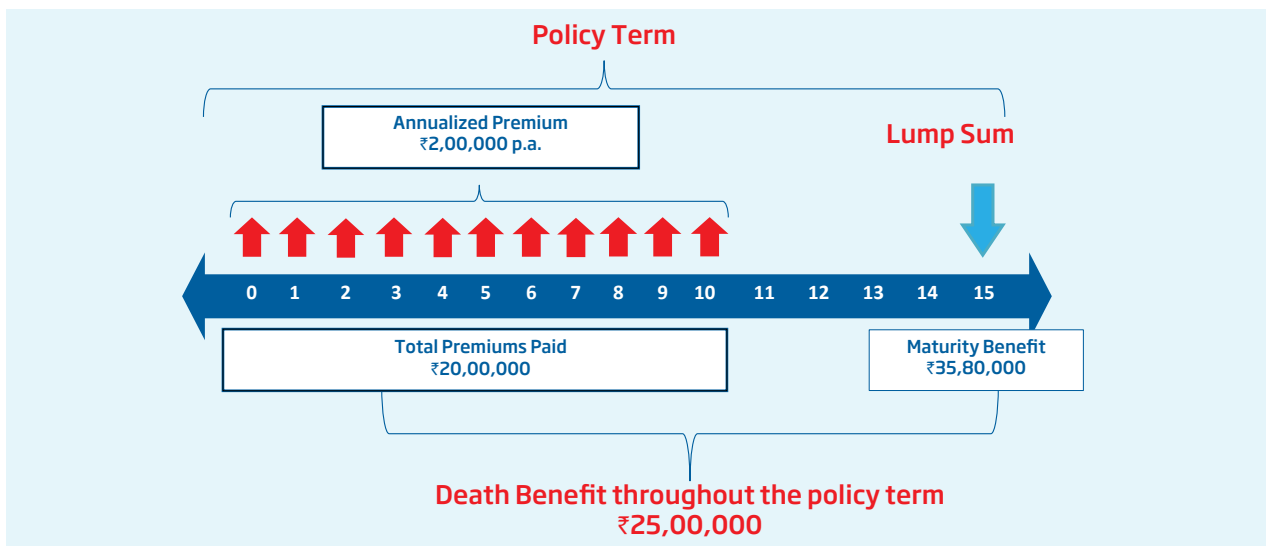 Policy Term
Annualized Premium
₹2,00,000 p.a.
Lump Sum
0 1 2 3 4 5 6 7 8 9 10 11 12 13 14 15
Total Premiums Paid
₹20,00,000
Maturity Benefit
₹35,80,000
Death Benefit throughout the policy term
₹25,00,000